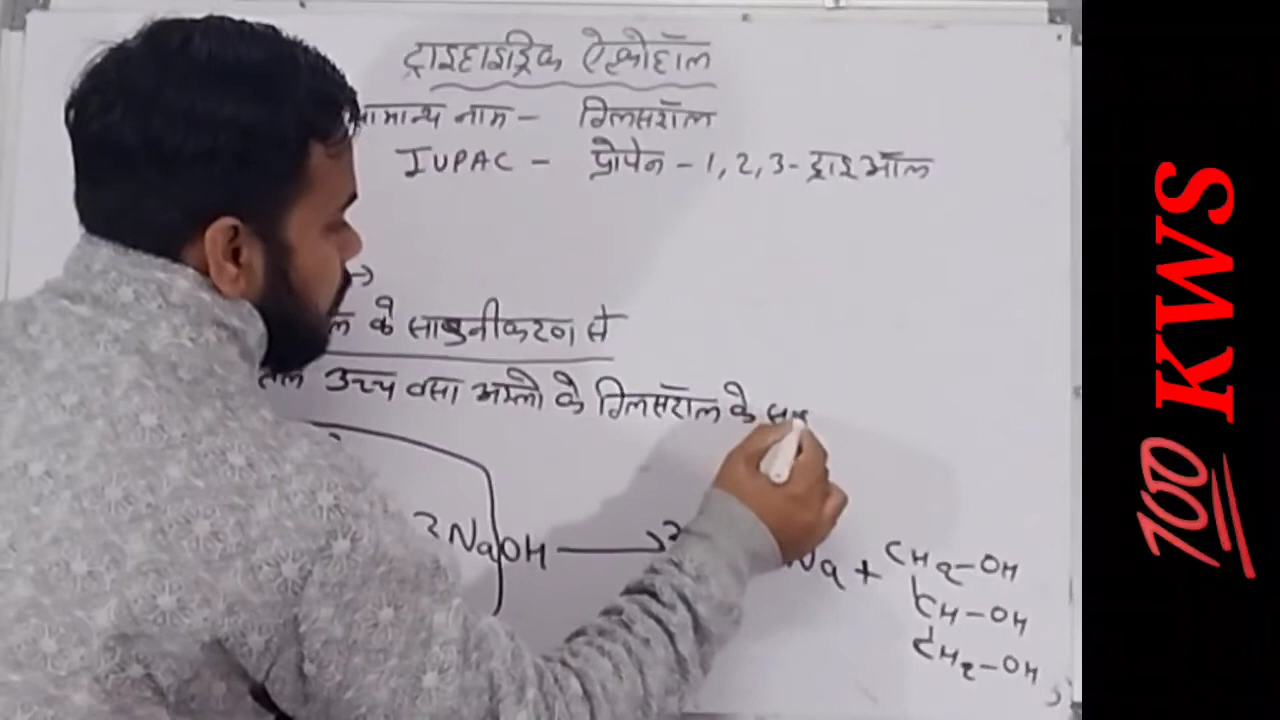 ट्राइहाइड्रिक ऐल्कोहॉल
सामान्य नाम - ग्लिसरॉल
IUPAC - प्रोपेन - 1, 2, 3 - ट्राइऑल
→
के साबुनीकरण से
तेल उच्च वसा अम्लो के ग्लिसरॉल के
NaOH → Na + CH2-OH
CH-OH
CH2-OH
100 KWS